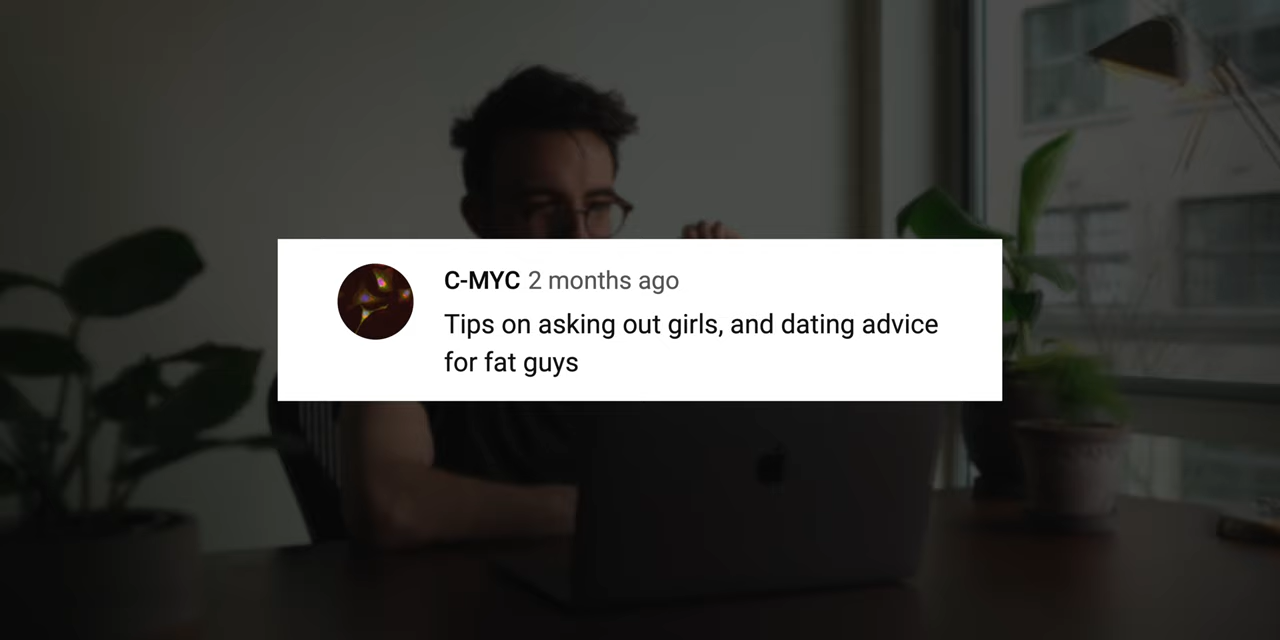 C-MYC 2 months ago
Tips on asking out girls, and dating advice
for fat guys